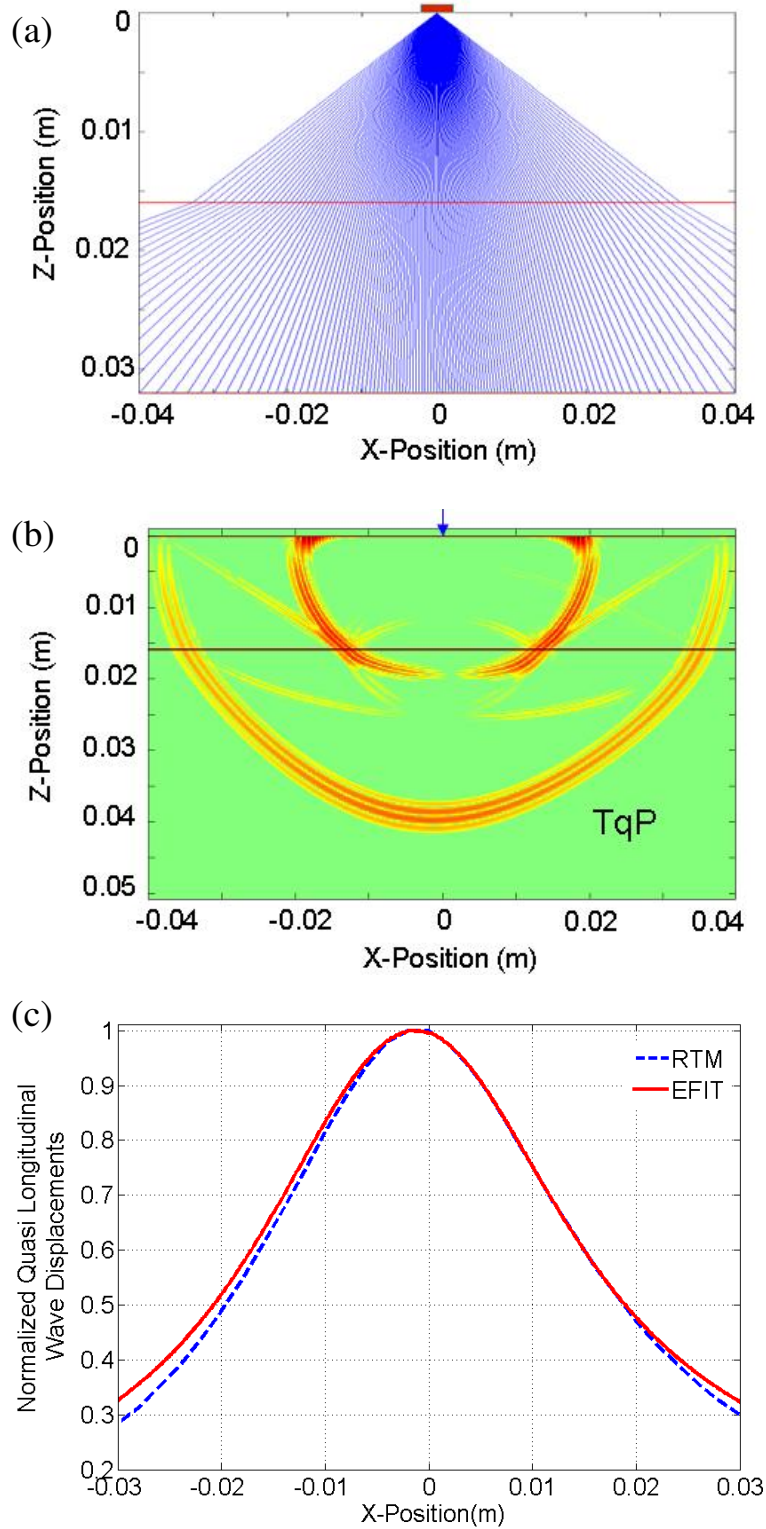 (a)
0
0.01
0.02
0.03
Z-Position (m)
-0.04
-0.02
0
0.02
0.04
X-Position (m)
(b)
0
0.01
0.02
0.03
0.04
0.05
Z-Position (m)
TqP
-0.04
-0.02
0
0.02
0.04
X-Position (m)
(c)
1
0.9
0.8
0.7
0.6
0.5
0.4
0.3
0.2
Normalized Quasi Longitudinal
Wave Displacements
RTM
EFIT
-0.03
-0.02
-0.01
0
0.01
0.02
0.03
X-Position(m)